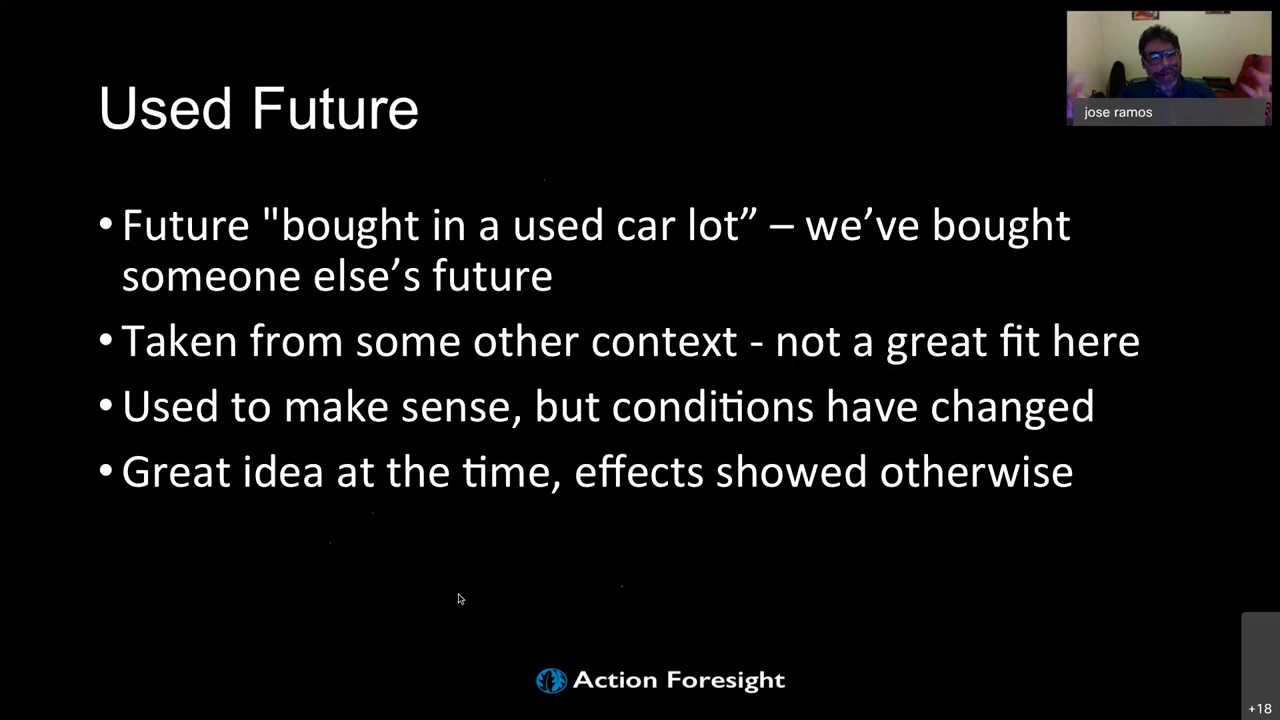 jose ramos
Used Future
• Future "bought in a used car lot” – we’ve bought
someone else’s future
• Taken from some other context - not a great fit here
• Used to make sense, but conditions have changed
• Great idea at the time, effects showed otherwise
Action Foresight
+18